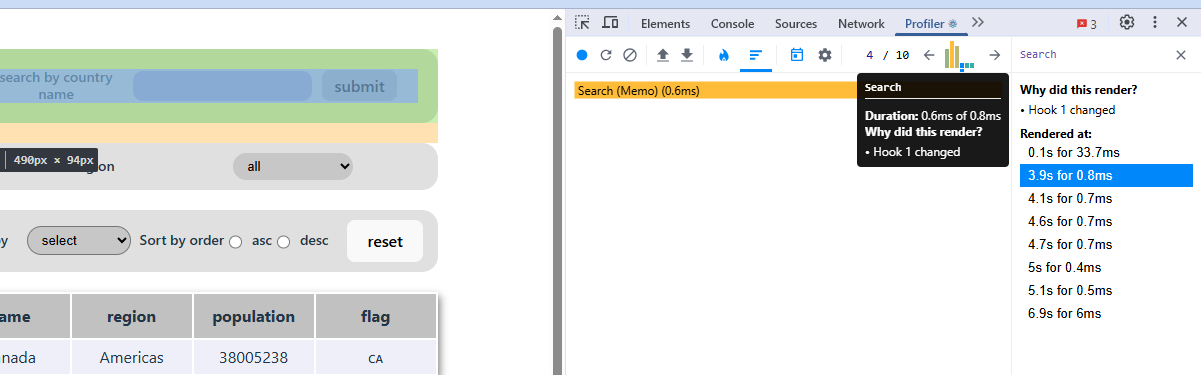 Elements Console Sources Network Profiler 3
search by country
name
submit
490px × 94px
all
select
Sort by order asc desc
reset
region population flag
Americas 38005238 CA
4 / 10
Search (Memo) (0.6ms)
Search
Duration: 0.6ms of 0.8ms
Why did this render?
• Hook 1 changed
Search
Why did this render?
• Hook 1 changed
Rendered at:
0.1s for 33.7ms
3.9s for 0.8ms
4.1s for 0.7ms
4.6s for 0.7ms
4.7s for 0.7ms
5s for 0.4ms
5.1s for 0.5ms
6.9s for 6ms